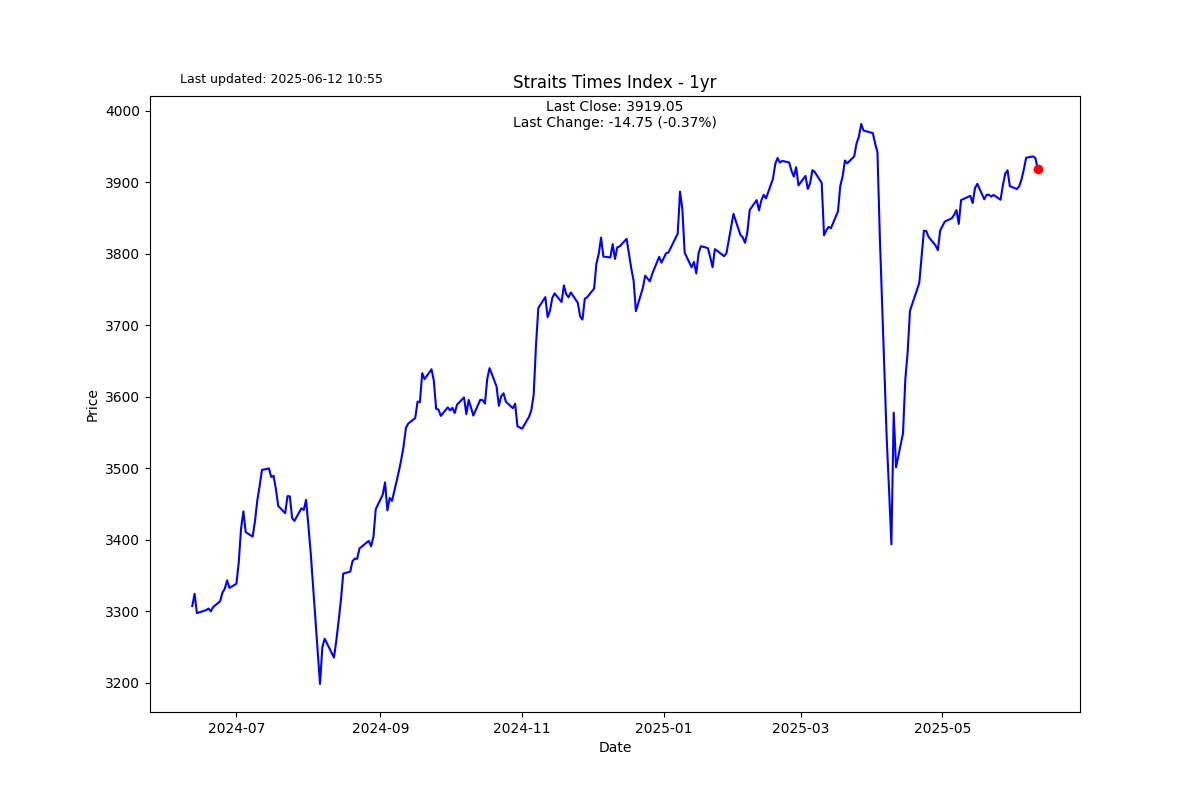 Last updated: 2025-06-12 10:55
Straits Times Index - 1yr
Last Close: 3919.05
Last Change: -14.75 (-0.37%)
4000
3900
3800
3700
3600
3500
3400
3300
3200
Price
2024-07
2024-09
2024-11
2025-01
2025-03
2025-05
Date